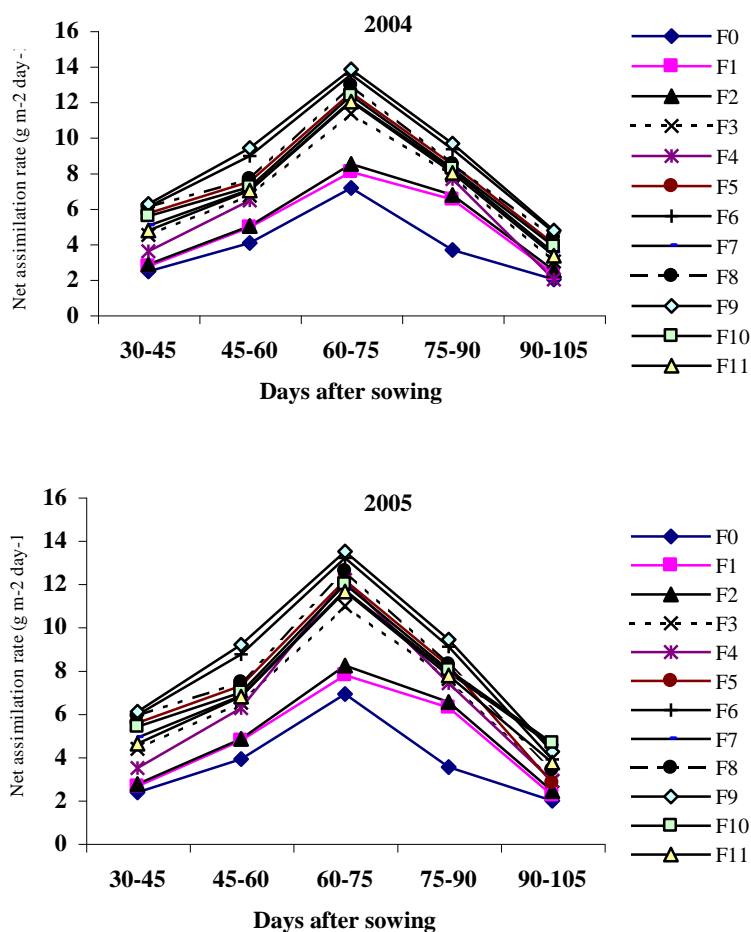 2004
Net assimilation rate (g m-2 day-
16
14
12
10
8
6
4
2
0
30-45 45-60 60-75 75-90 90-105
Days after sowing
F0
F1
F2
F3
F4
F5
F6
F7
F8
F9
F10
F11
2005
Net assimilation rate (g m-2 day-1
16
14
12
10
8
6
4
2
0
30-45 45-60 60-75 75-90 90-105
Days after sowing
F0
F1
F2
F3
F4
F5
F6
F7
F8
F9
F10
F11